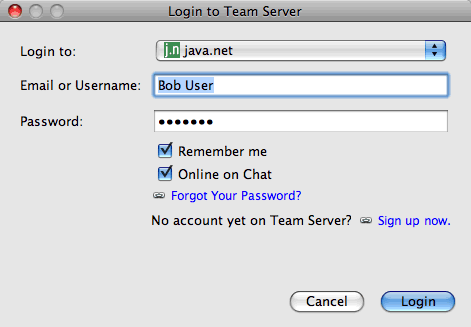 Login to Team Server
Login to: j.n java.net
Email or Username: Bob User
Password: •••••••
Remember me
Online on Chat
Forgot Your Password?
No account yet on Team Server? Sign up now.
Cancel Login